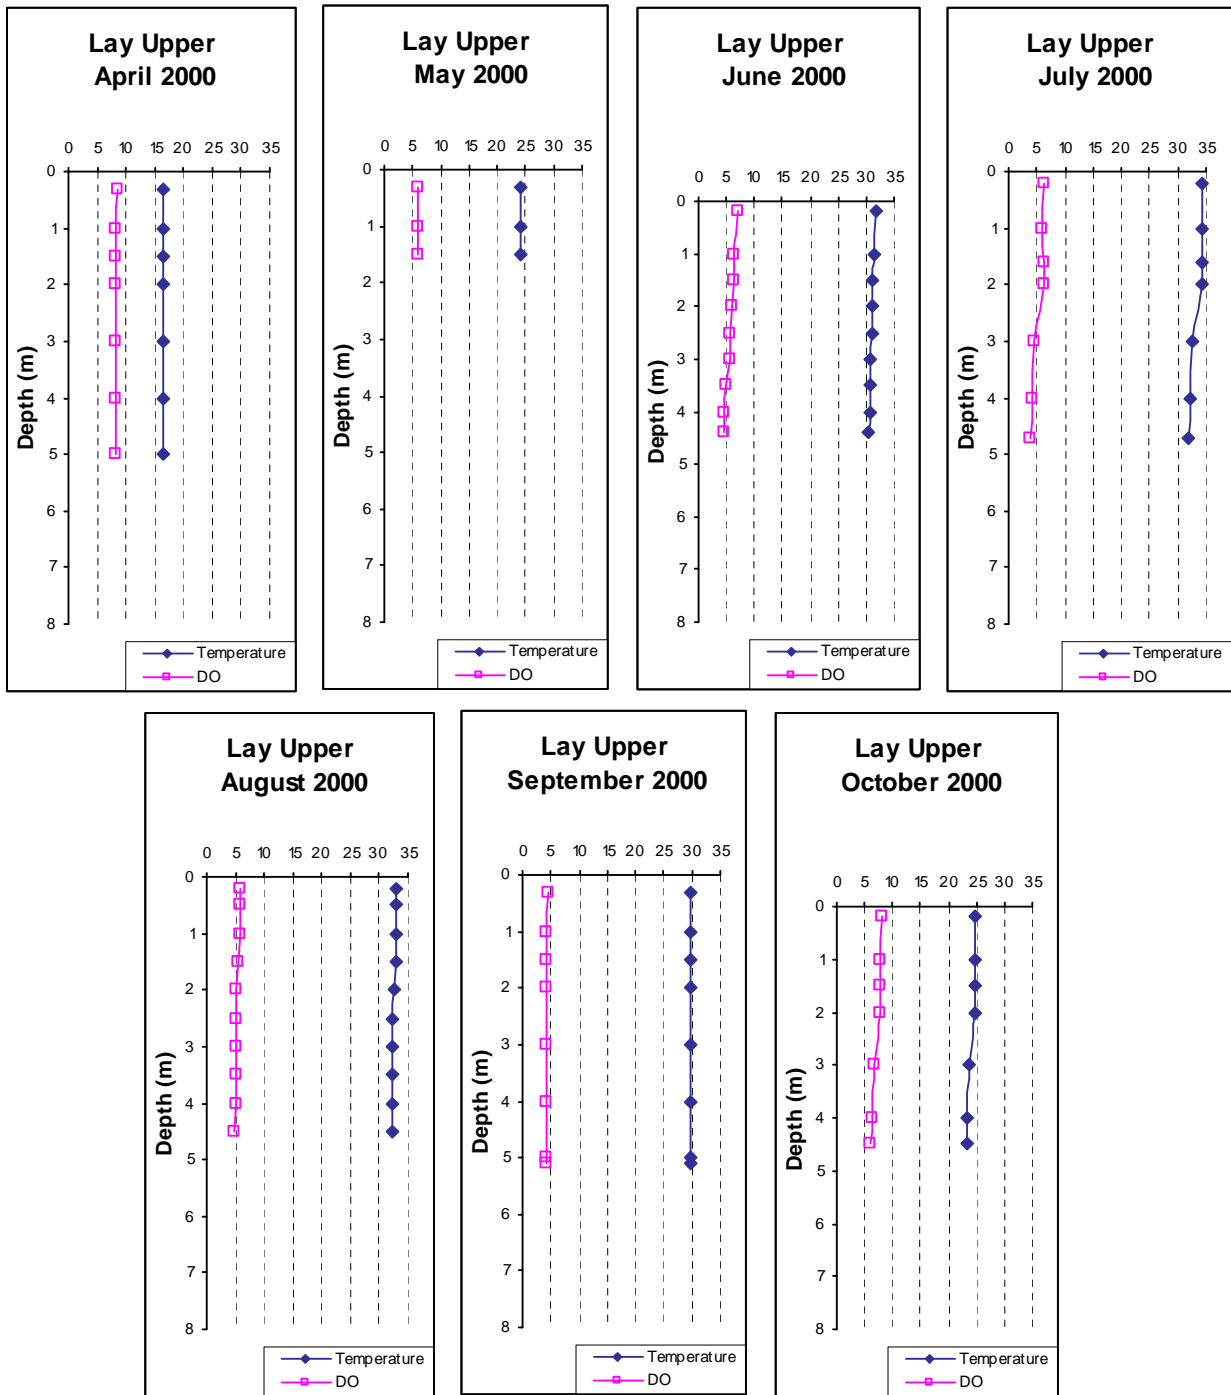 Lay Upper
April 2000
0 5 10 15 20 25 30 35
0
1
2
3
4
5
6
7
8
Depth (m)
Temperature
DO
Lay Upper
May 2000
0 5 10 15 20 25 30 35
0
1
2
3
4
5
6
7
8
Depth (m)
Temperature
DO
Lay Upper
June 2000
0 5 10 15 20 25 30 35
0
1
2
3
4
5
6
7
8
Depth (m)
Temperature
DO
Lay Upper
July 2000
0 5 10 15 20 25 30 35
0
1
2
3
4
5
6
7
8
Depth (m)
Temperature
DO
Lay Upper
August 2000
0 5 10 15 20 25 30 35
0
1
2
3
4
5
6
7
8
Depth (m)
Temperature
DO
Lay Upper
September 2000
0 5 10 15 20 25 30 35
0
1
2
3
4
5
6
7
8
Depth (m)
Temperature
DO
Lay Upper
October 2000
0 5 10 15 20 25 30 35
0
1
2
3
4
5
6
7
8
Depth (m)
Temperature
DO